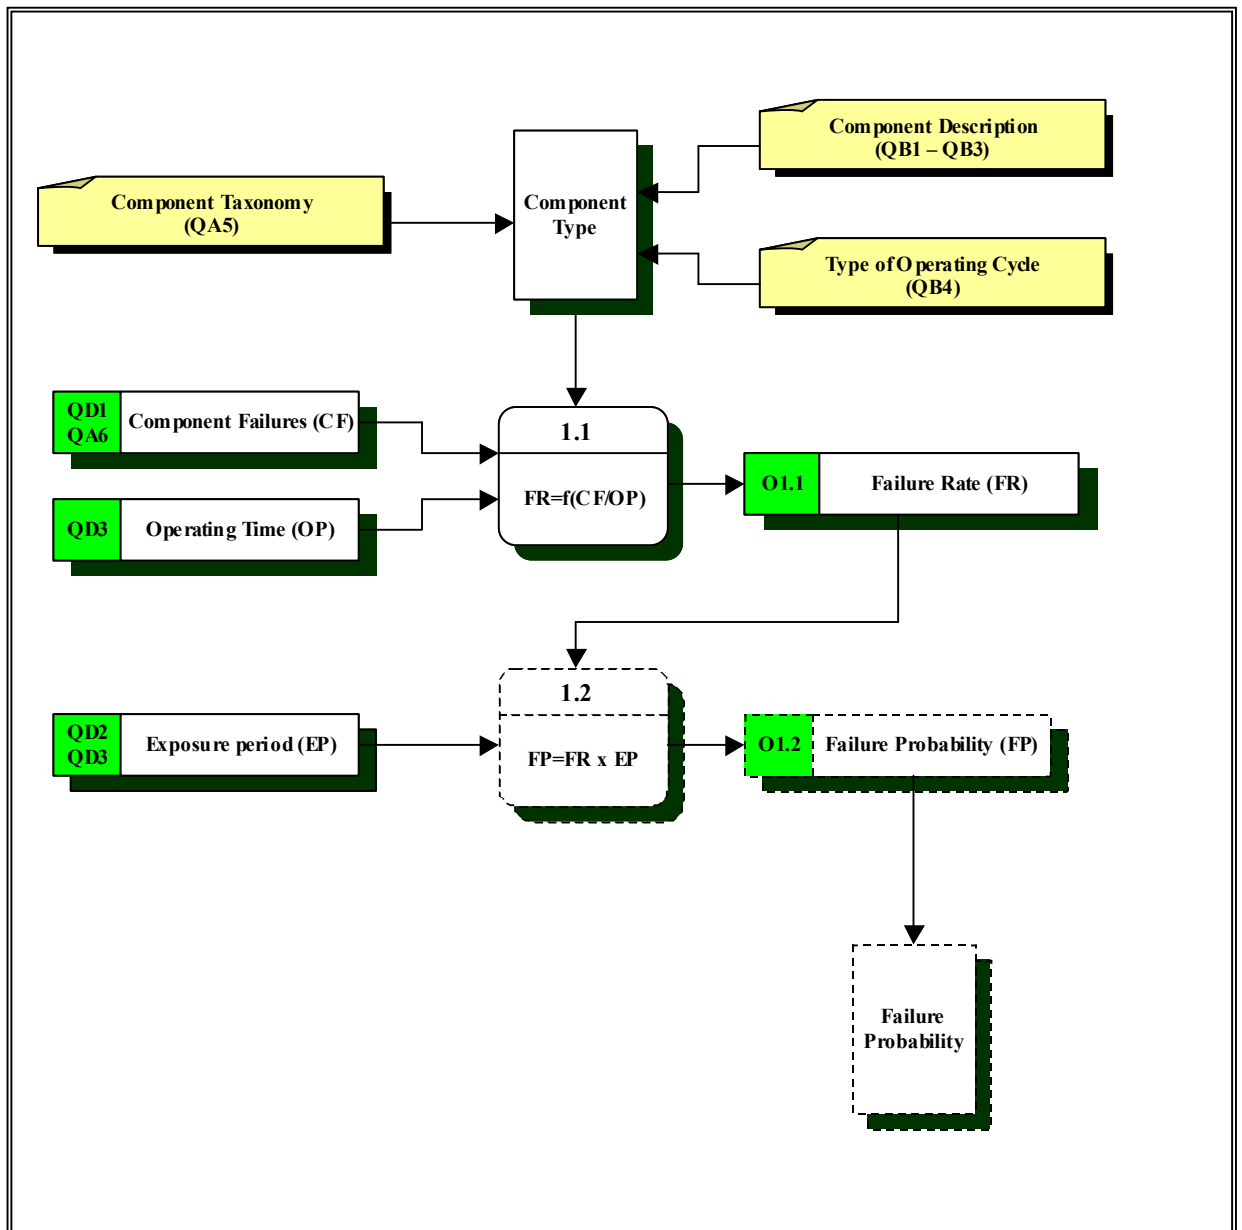 Component Description
(QB1 – QB3)
Component Taxonomy
(QA5)
Component
Type
Type of Operating Cycle
(QB4)
QD1
QA6
Component Failures (CF)
1.1
FR=f(CF/OP)
O1.1
Failure Rate (FR)
QD3
Operating Time (OP)
1.2
FP=FR x EP
QD2
QD3
Exposure period (EP)
O1.2
Failure Probability (FP)
Failure
Probability